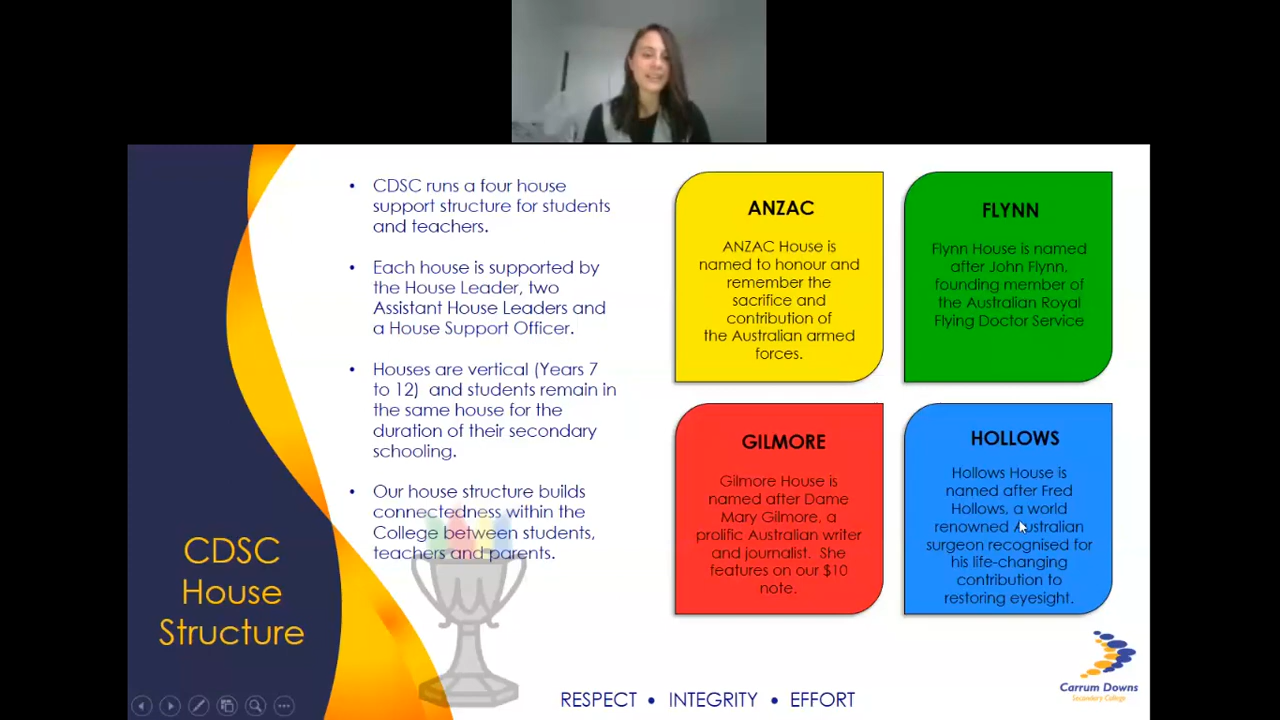 CDSC
House
Structure
• CDSC runs a four house
support structure for students
and teachers.
• Each house is supported by
the House Leader, two
Assistant House Leaders and
a House Support Officer.
• Houses are vertical (Years 7
to 12) and students remain in
the same house for the
duration of their secondary
schooling.
• Our house structure builds
connectedness within the
College between students,
teachers and parents.
ANZAC
ANZAC House is
named to honour and
remember the
sacrifice and
contribution of
the Australian armed
forces.
FLYNN
Flynn House is named
after John Flynn,
founding member of
the Australian Royal
Flying Doctor Service
GILMORE
Gilmore House is
named after Dame
Mary Gilmore, a
prolific Australian writer
and journalist. She
features on our $10
note.
HOLLOWS
Hollows House is
named after Fred
Hollows, a world
renowned Australian
surgeon recognised for
his life-changing
contribution to
restoring eyesight.
RESPECT • INTEGRITY • EFFORT
Carrum Downs
Secondary College